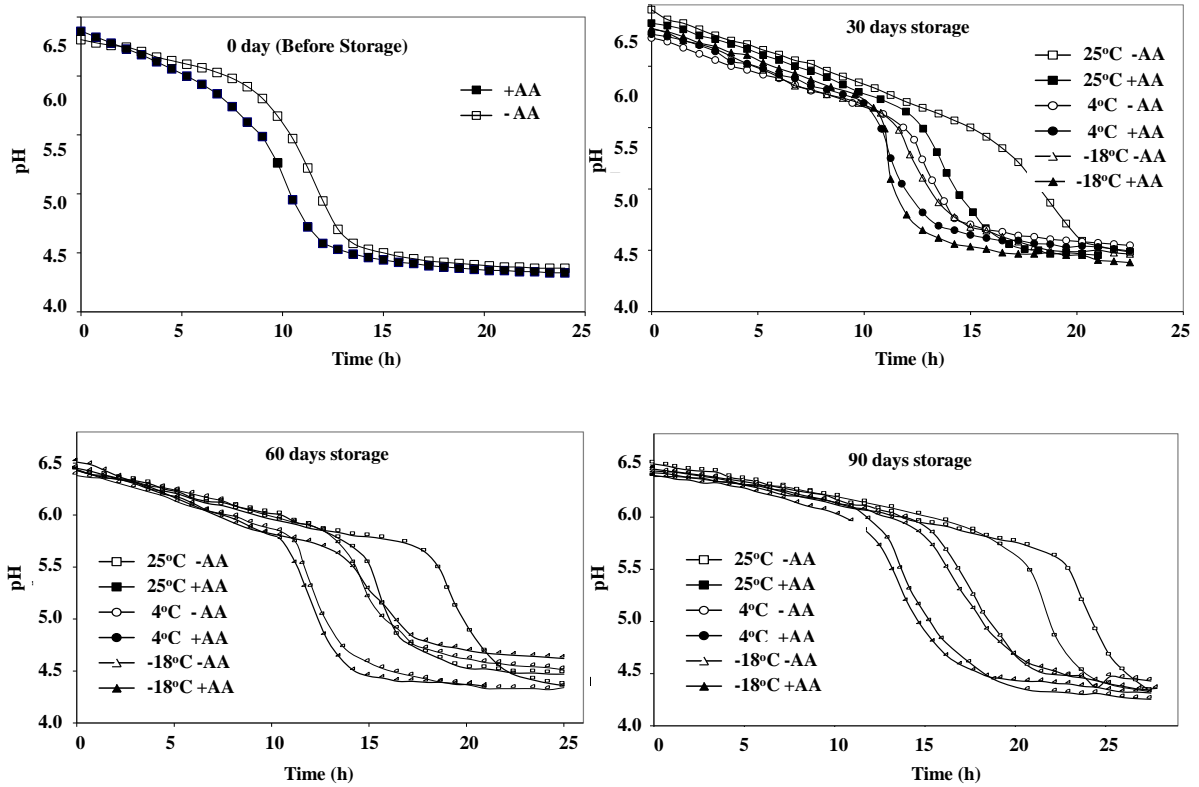 0 day (Before Storage)
pH
6.5
6.0
5.5
5.0
4.5
4.0
+AA
- AA
0 5 10 15 20 25
Time (h)
30 days storage
pH
6.5
6.0
5.5
5.0
4.5
4.0
25°C -AA
25°C +AA
4°C - AA
4°C +AA
-18°C -AA
-18°C +AA
0 5 10 15 20 25
Time (h)
60 days storage
pH
6.5
6.0
5.5
5.0
4.5
4.0
25°C -AA
25°C +AA
4°C - AA
4°C +AA
-18°C -AA
-18°C +AA
0 5 10 15 20 25
Time (h)
90 days storage
pH
6.5
6.0
5.5
5.0
4.5
4.0
25°C -AA
25°C +AA
4°C - AA
4°C +AA
-18°C -AA
-18°C +AA
0 5 10 15 20 25
Time (h)